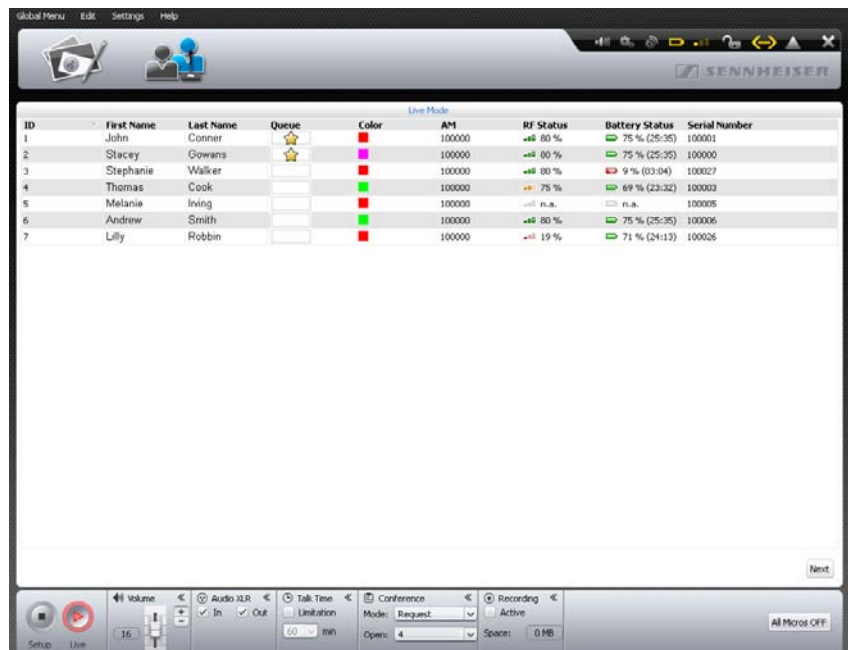 Global Menu Edit Settings Help
SENNHEISER
Live Mode
ID First Name Last Name Queue Color AM RF Status Battery Status Serial Number
1 John Conner 100000 80 % 75 % (25:35) 100001
2 Stacey Gowans 100000 80 % 75 % (25:35) 100000
3 Stephanie Walker 100000 80 % 9 % (03:04) 100027
4 Thomas Cook 100000 75 % 69 % (23:32) 100003
5 Melanie Irving 100000 n.a. n.a. 100005
6 Andrew Smith 100000 80 % 75 % (25:35) 100006
7 Lilly Robbin 100000 19 % 71 % (24:13) 100026
Next
Volume Audio XLR Talk Time Conference Recording
In Out Limitation Mode: Request Active
16 60 min Open: 4 Space: 0 MB
All Micros OFF
Setup Live